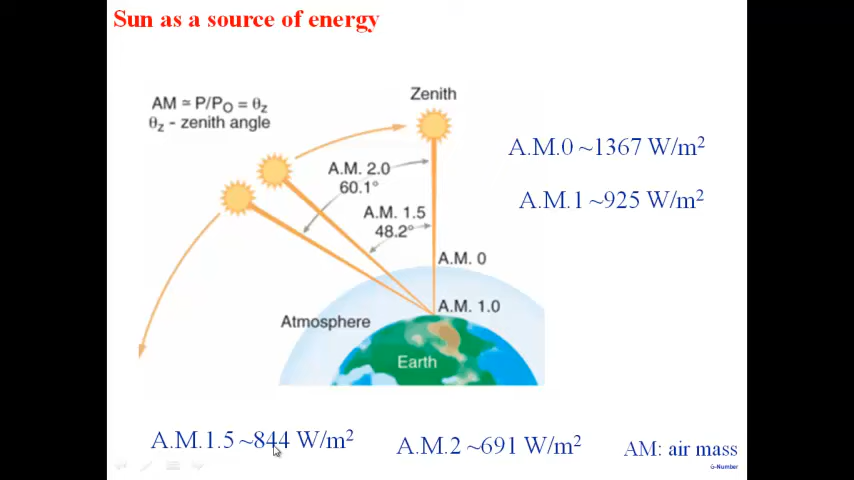 Sun as a source of energy
Zenith
AM ≃ P/PO = θz
θz - zenith angle
A.M.0 ~1367 W/m²
A.M. 2.0
60.1°
A.M.1 ~925 W/m²
A.M. 1.5
48.2°
A.M. 0
A.M. 1.0
Atmosphere
Earth
A.M.1.5 ~844 W/m²
A.M.2 ~691 W/m²
AM: air mass
G-Number